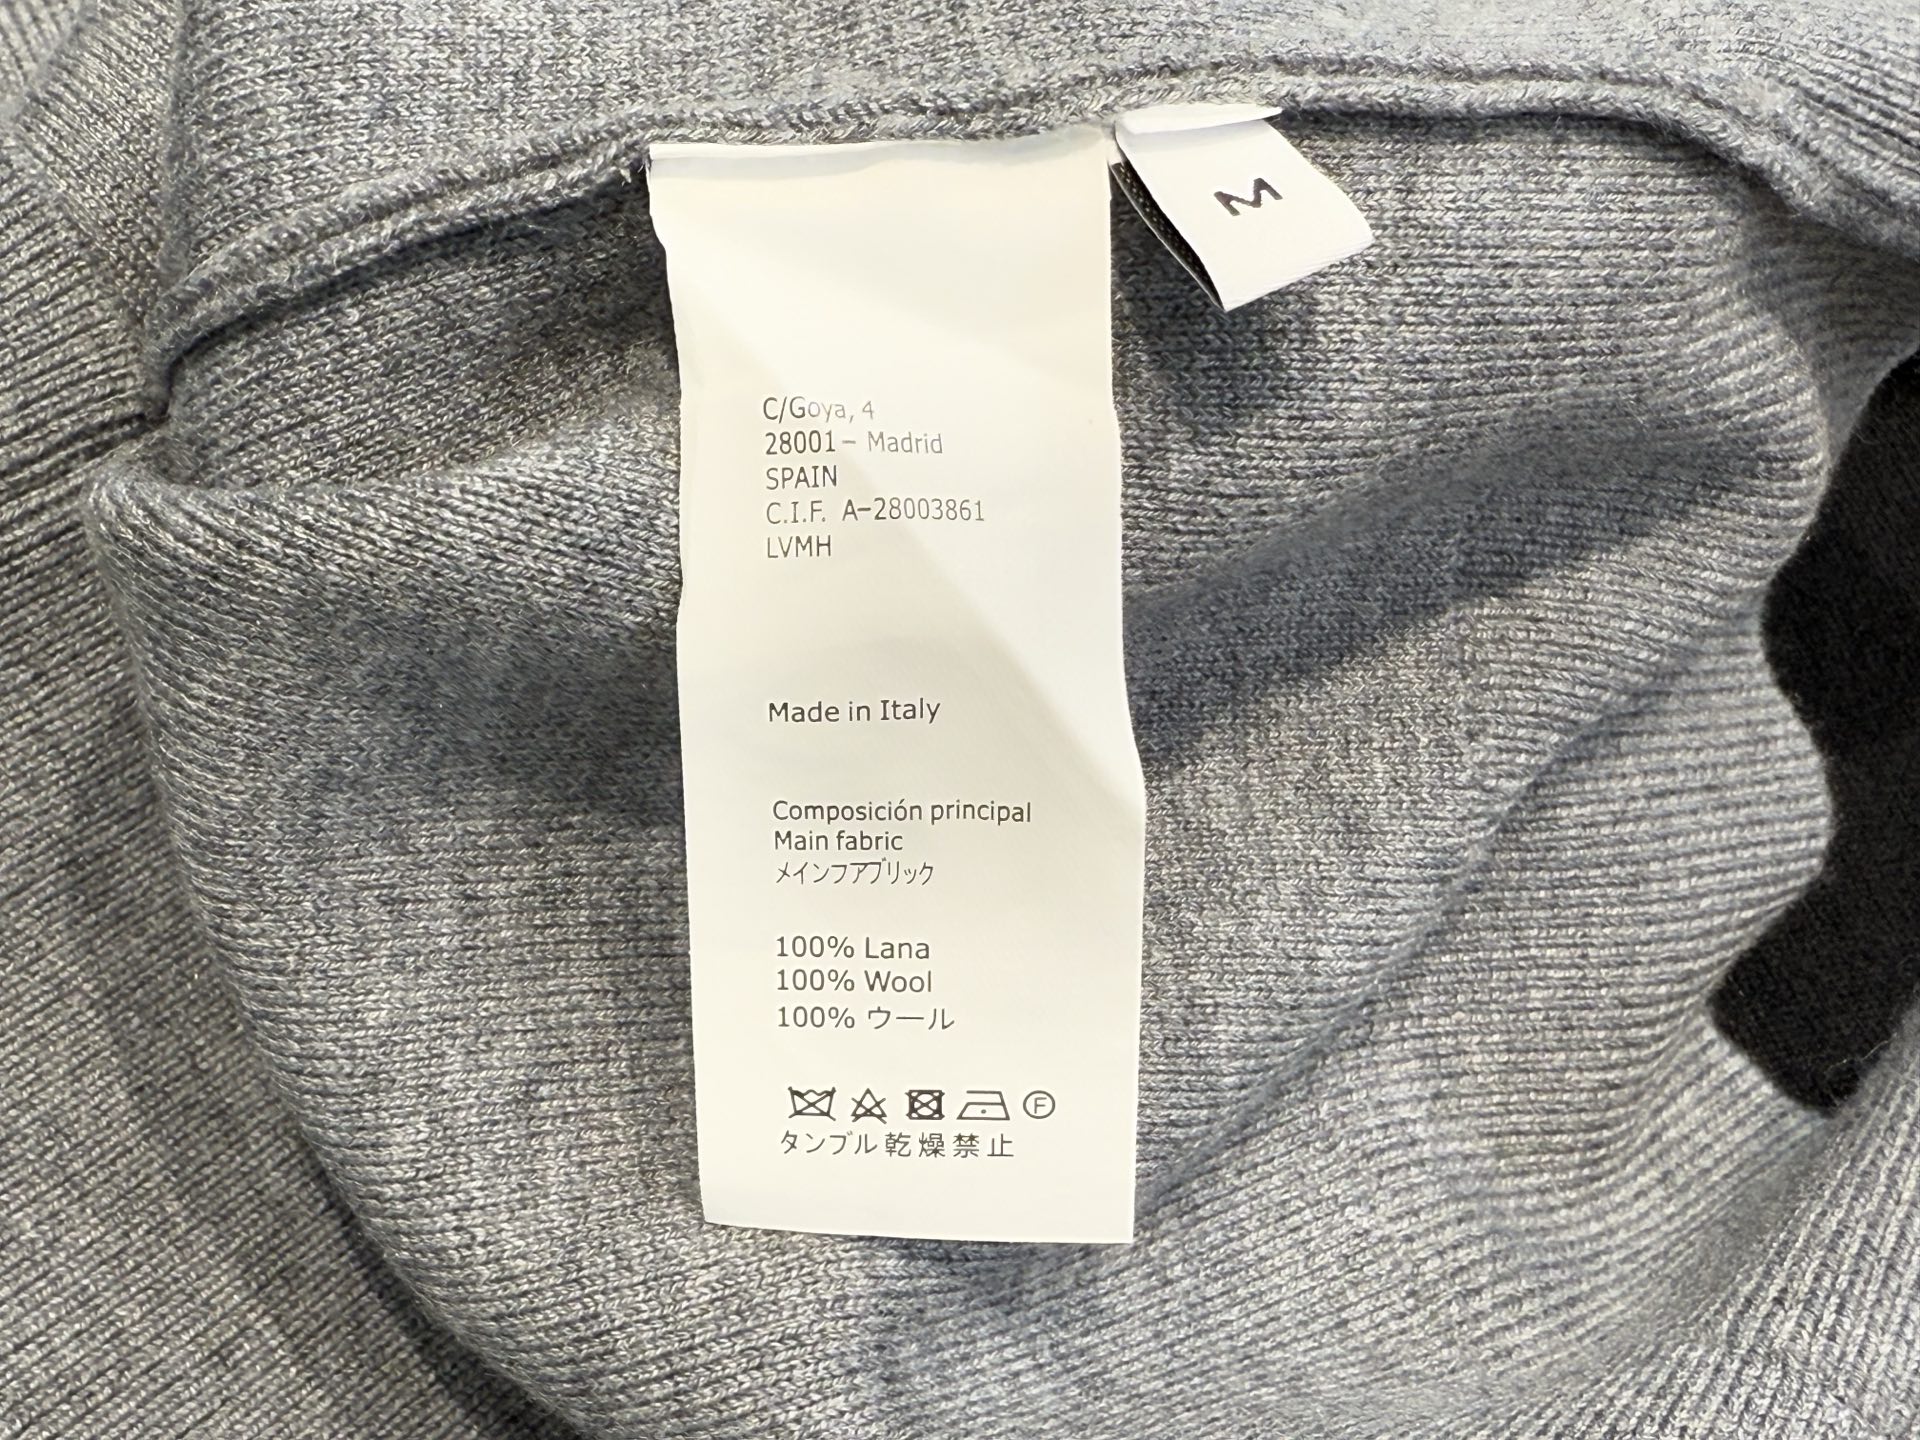 M
C/Goya, 4
28001– Madrid
SPAIN
C.I.F. A–28003861
LVMH
Made in Italy
Composición principal
Main fabric
メインファブリック
100% Lana
100% Wool
100% ウール
F
タンブル乾燥禁止